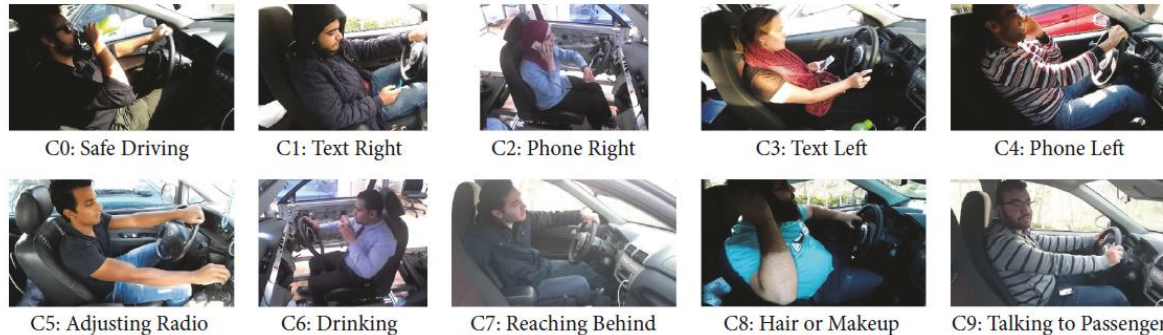 C0: Safe Driving
C1: Text Right
C2: Phone Right
C3: Text Left
C4: Phone Left
C5: Adjusting Radio
C6: Drinking
C7: Reaching Behind
C8: Hair or Makeup
C9: Talking to Passenger